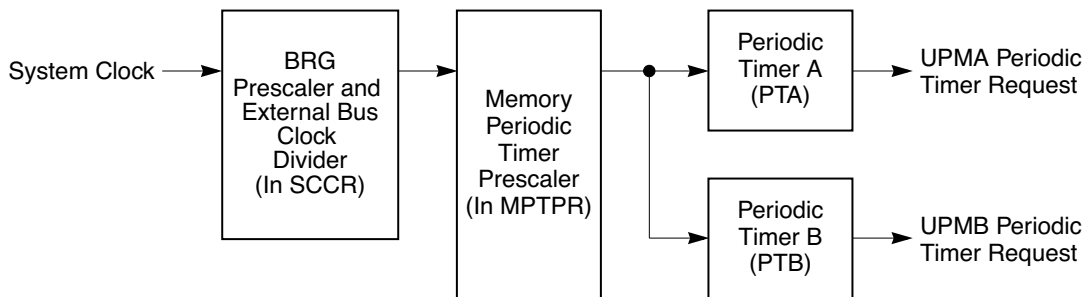 System Clock
BRG
Prescaler and
External Bus
Clock
Divider
(In SCCR)
Memory
Periodic
Timer
Prescaler
(In MPTPR)
Periodic
Timer A
(PTA)
UPMA Periodic
Timer Request
Periodic
Timer B
(PTB)
UPMB Periodic
Timer Request